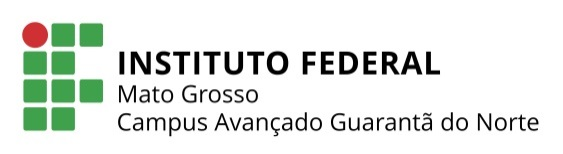 INSTITUTO FEDERAL
Mato Grosso
Campus Avançado Guarantã do Norte